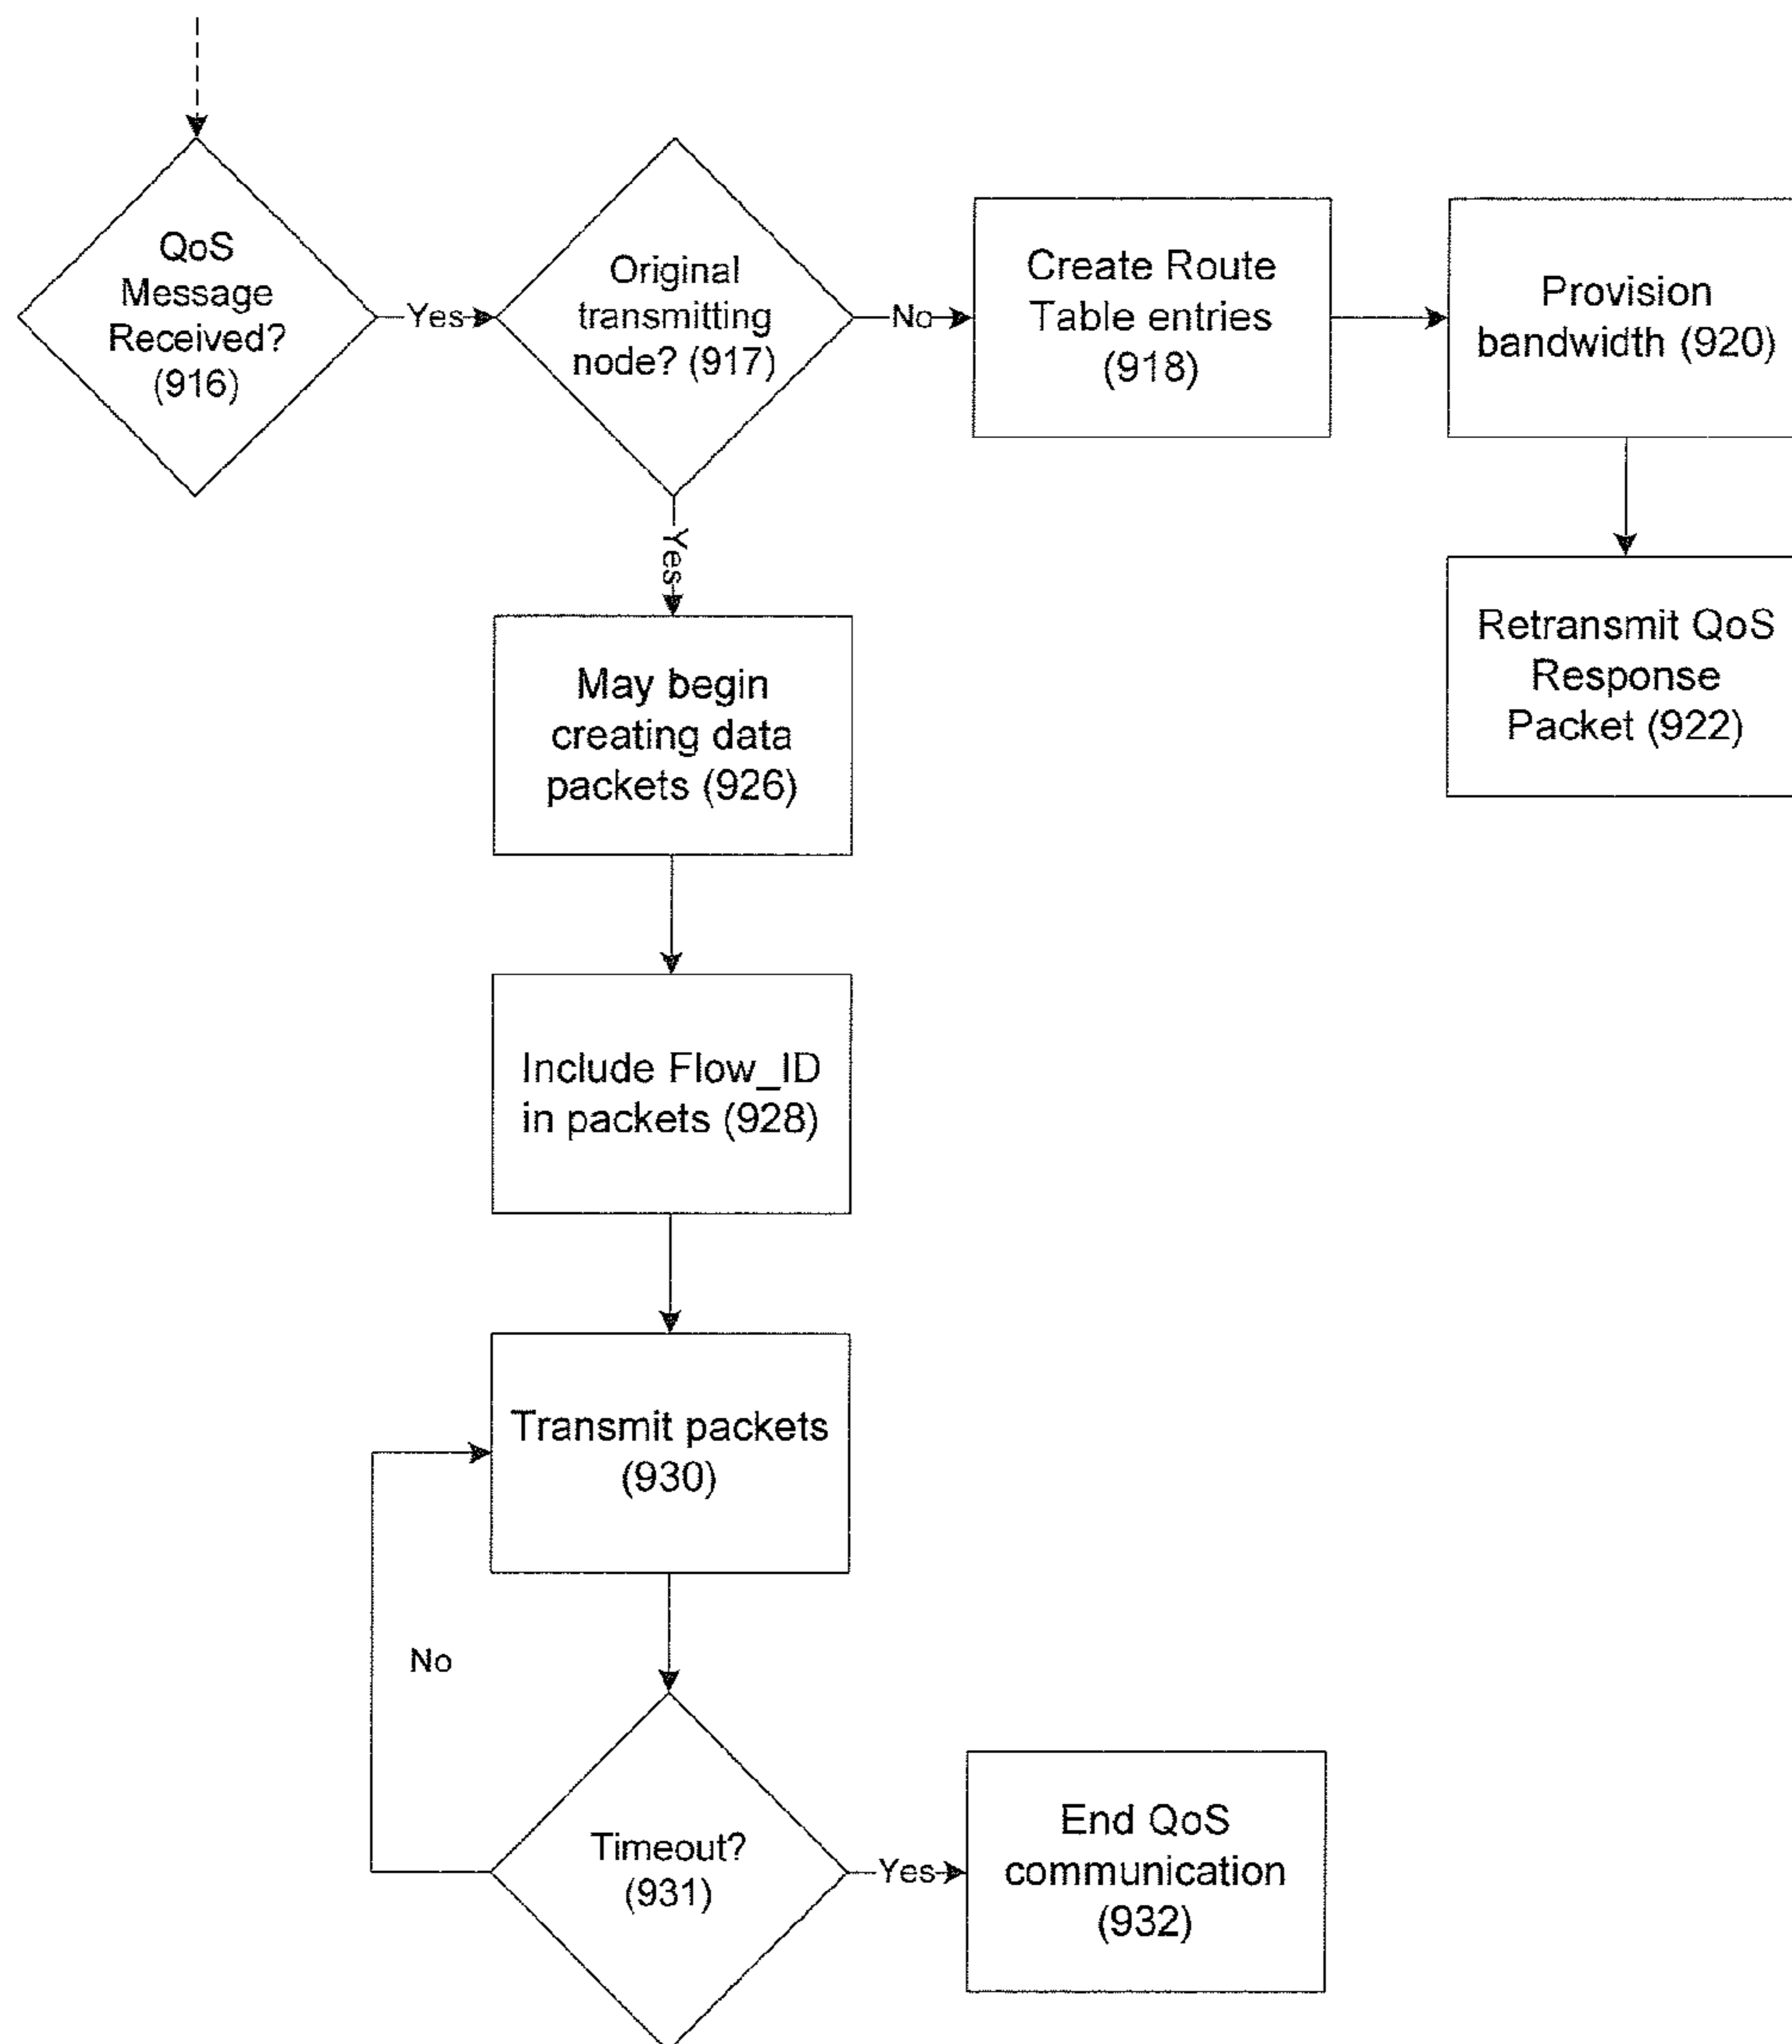 QoS
Message
Received?
(916)
Yes
Original
transmitting
node? (917)
No
Create Route
Table entries
(918)
Provision
bandwidth (920)
Retransmit QoS
Response
Packet (922)
Yes
May begin
creating data
packets (926)
Include Flow_ID
in packets (928)
Transmit packets
(930)
No
Timeout?
(931)
Yes
End QoS
communication
(932)